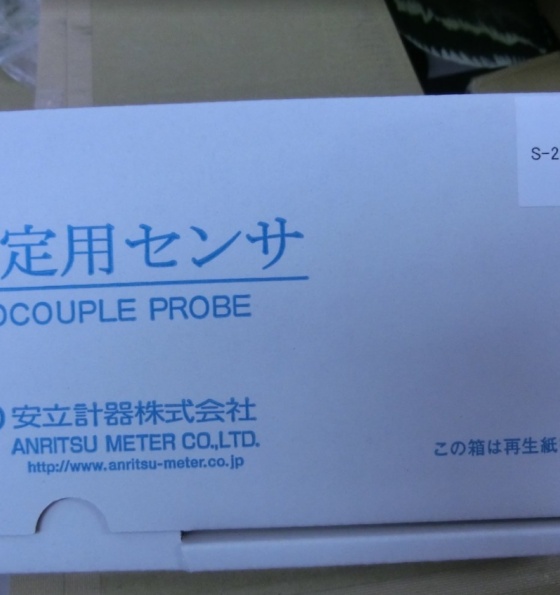 S-2
定用センサ
OCOUPLE PROBE
安立計器株式会社
ANRITSU METER CO.,LTD.
http://www.anritsu-meter.co.jp
この箱は再生紙